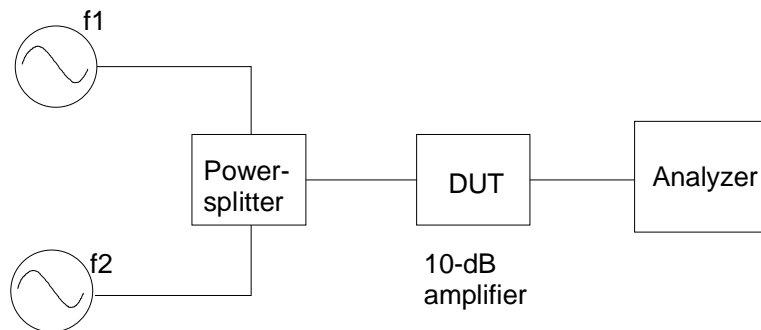 f1
Power-
splitter
DUT
Analyzer
f2
10-dB
amplifier